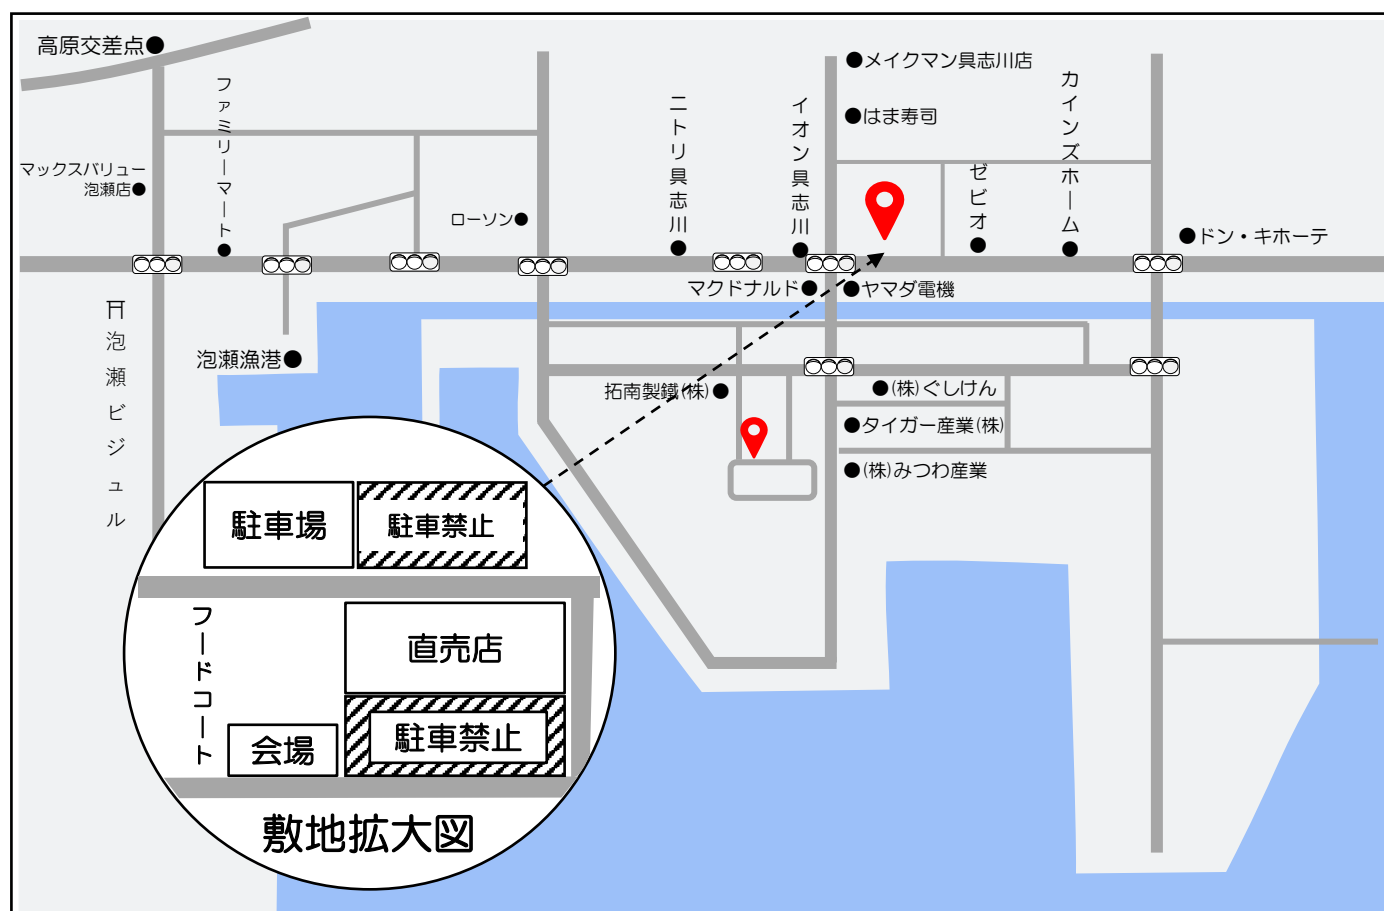 高原交差点
メイクマン具志川店
ファミリーマート
ニトリ具志川
イオン具志川
はま寿司
カインズホーム
マックスバリュー
泡瀬店
ゼビオ
ローソン
ドン・キホーテ
マクドナルド
ヤマダ電機
泡瀬ビジュル
泡瀬漁港
拓南製鐵(株)
(株)ぐしけん
タイガー産業(株)
(株)みつわ産業
駐車場
駐車禁止
フードコート
直売店
会場
駐車禁止
敷地拡大図